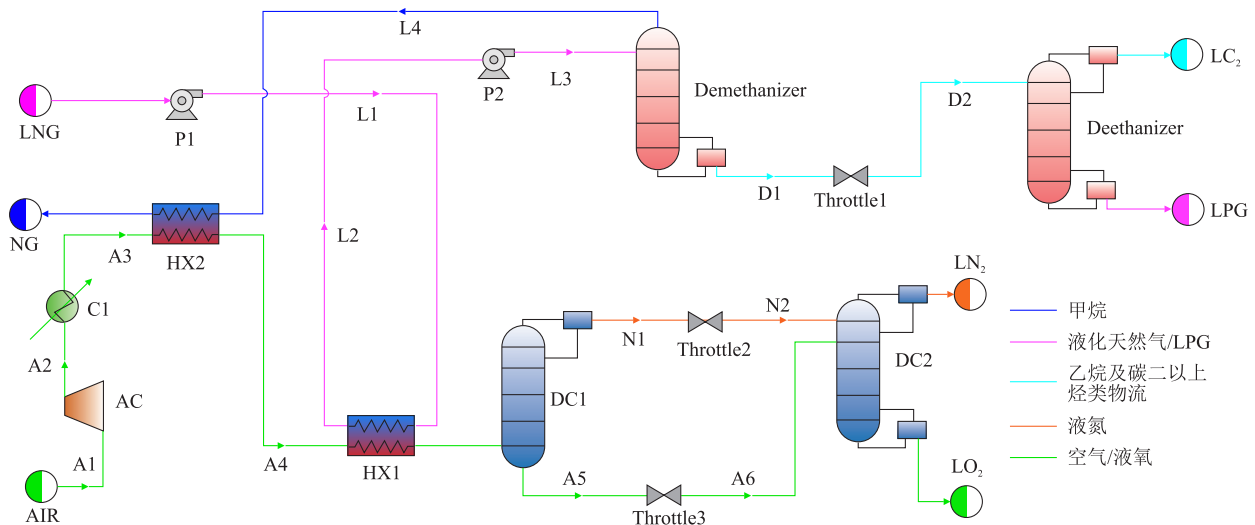 L4
LNG
P1
L1
P2
L3
Demethanizer
D1
Throttle1
D2
Deethanizer
LC2
LPG
NG
HX2
A3
L2
C1
A2
AC
A1
AIR
A4
HX1
DC1
N1
Throttle2
N2
LN2
DC2
A5
Throttle3
A6
LO2
甲烷
液化天然气/LPG
乙烷及碳二以上
烃类物流
液氮
空气/液氧